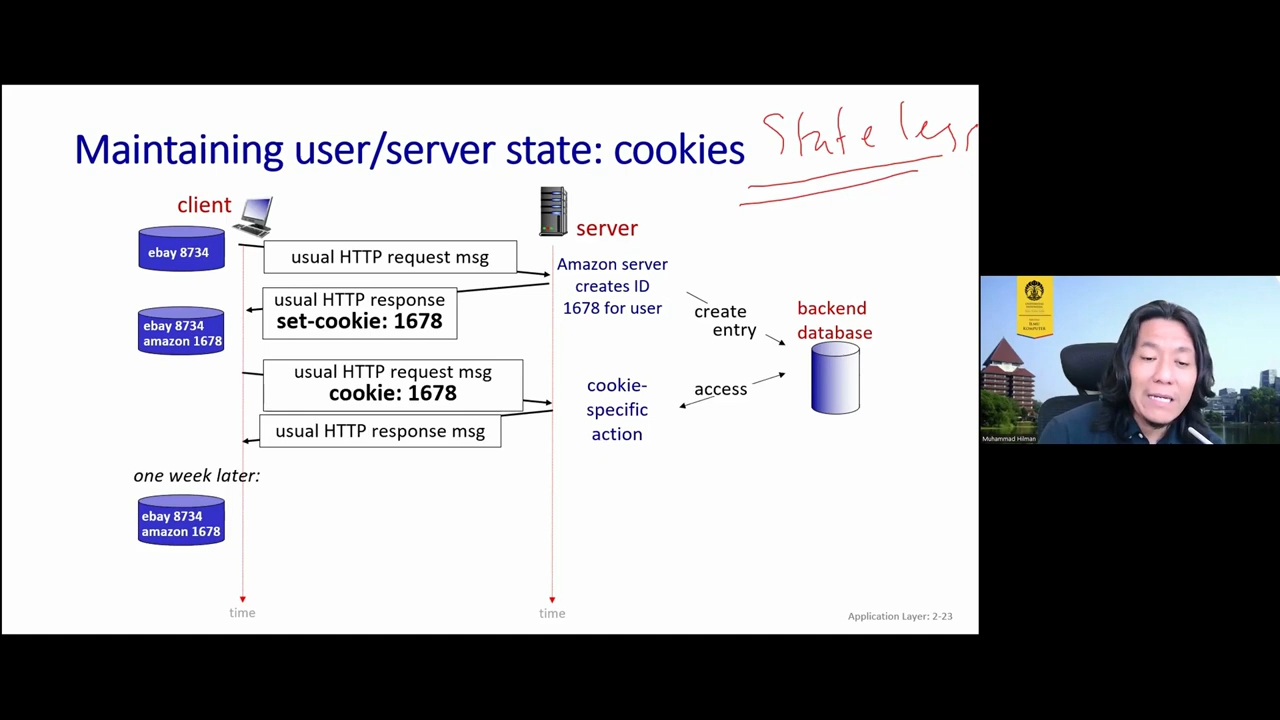 Maintaining user/server state: cookies
State less
client
server
ebay 8734
usual HTTP request msg
Amazon server
creates ID
1678 for user
usual HTTP response
set-cookie: 1678
ebay 8734
amazon 1678
create
entry
backend
database
usual HTTP request msg
cookie: 1678
cookie-
specific
action
access
usual HTTP response msg
one week later:
ebay 8734
amazon 1678
time
time
Application Layer: 2-23
ILMU
KOMPUTER
Muhammad Hilman